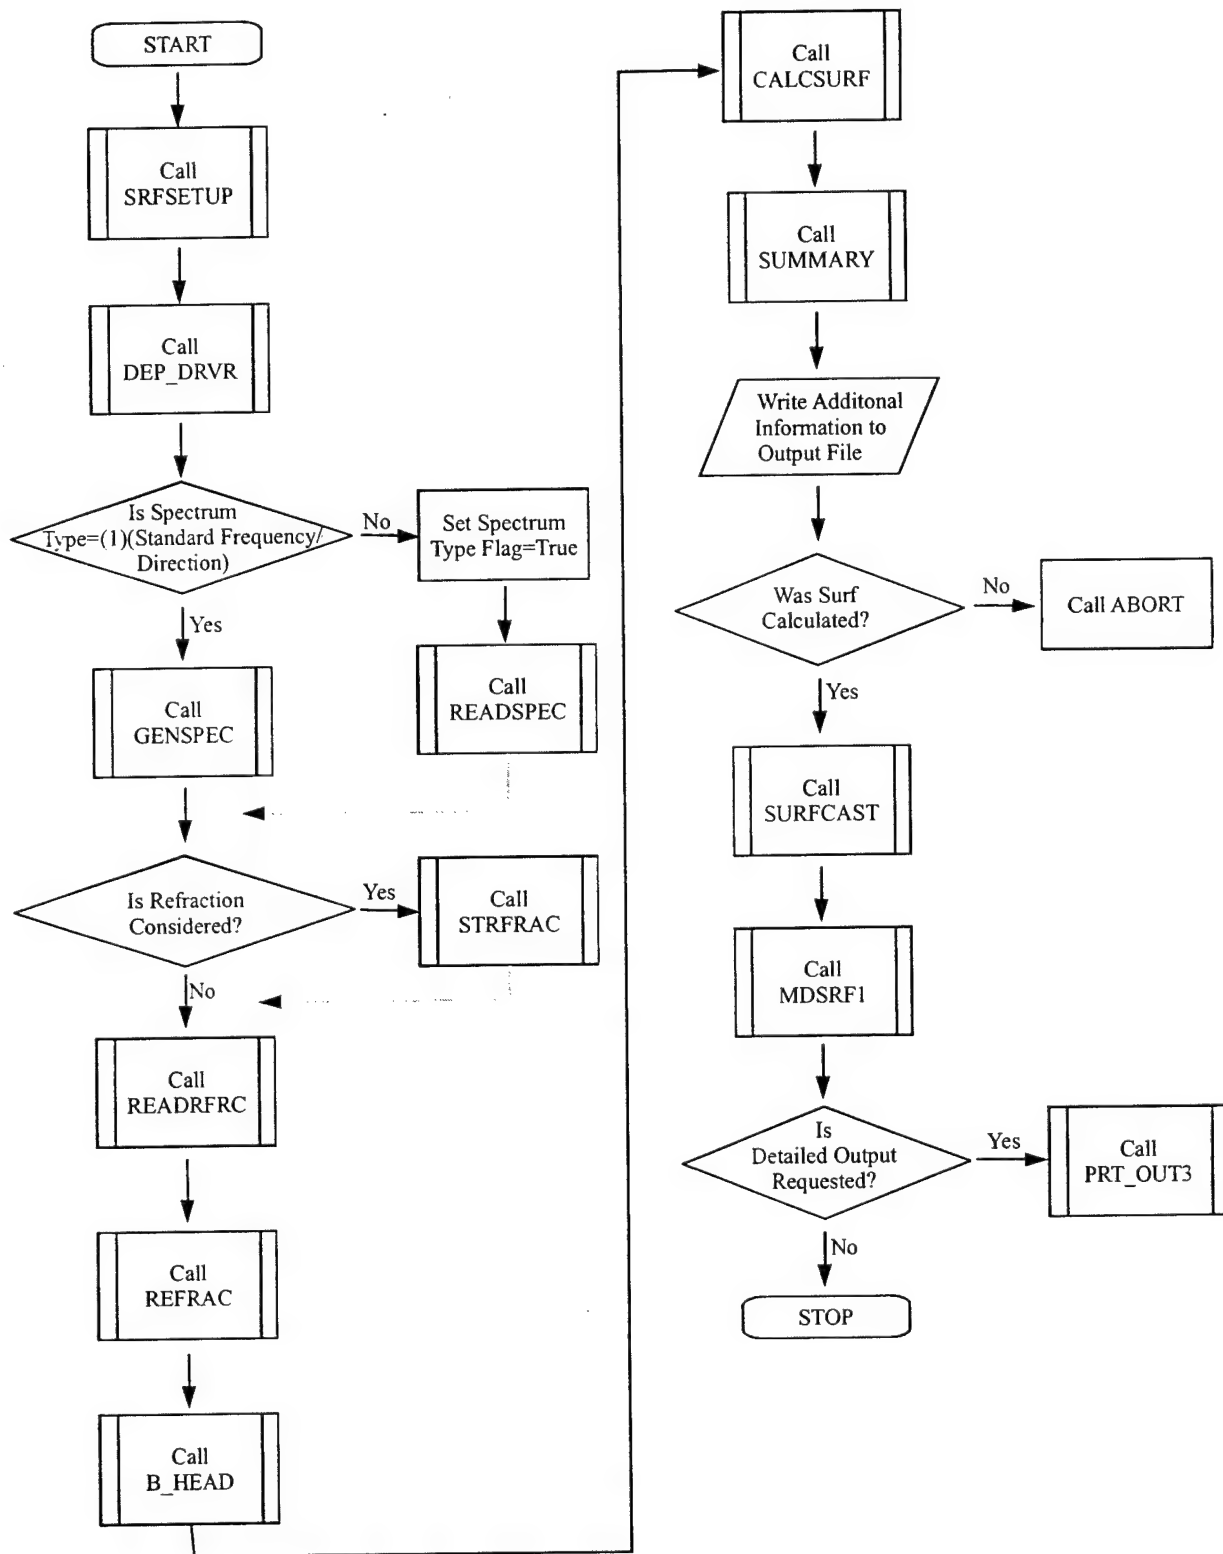 START
Call
SRFSETUP
Call
DEP_DRVR
Is Spectrum
Type=(1)(Standard Frequency/
Direction)
No
Set Spectrum
Type Flag=True
Yes
Call
GENSPEC
Call
READSPEC
Is Refraction
Considered?
Yes
Call
STRFRAC
No
Call
READRFRC
Call
REFRAC
Call
B_HEAD
Call
CALCSURF
Call
SUMMARY
Write Additonal
Information to
Output File
Was Surf
Calculated?
No
Call ABORT
Yes
Call
SURFCAST
Call
MDSRF1
Is
Detailed Output
Requested?
Yes
Call
PRT_OUT3
No
STOP